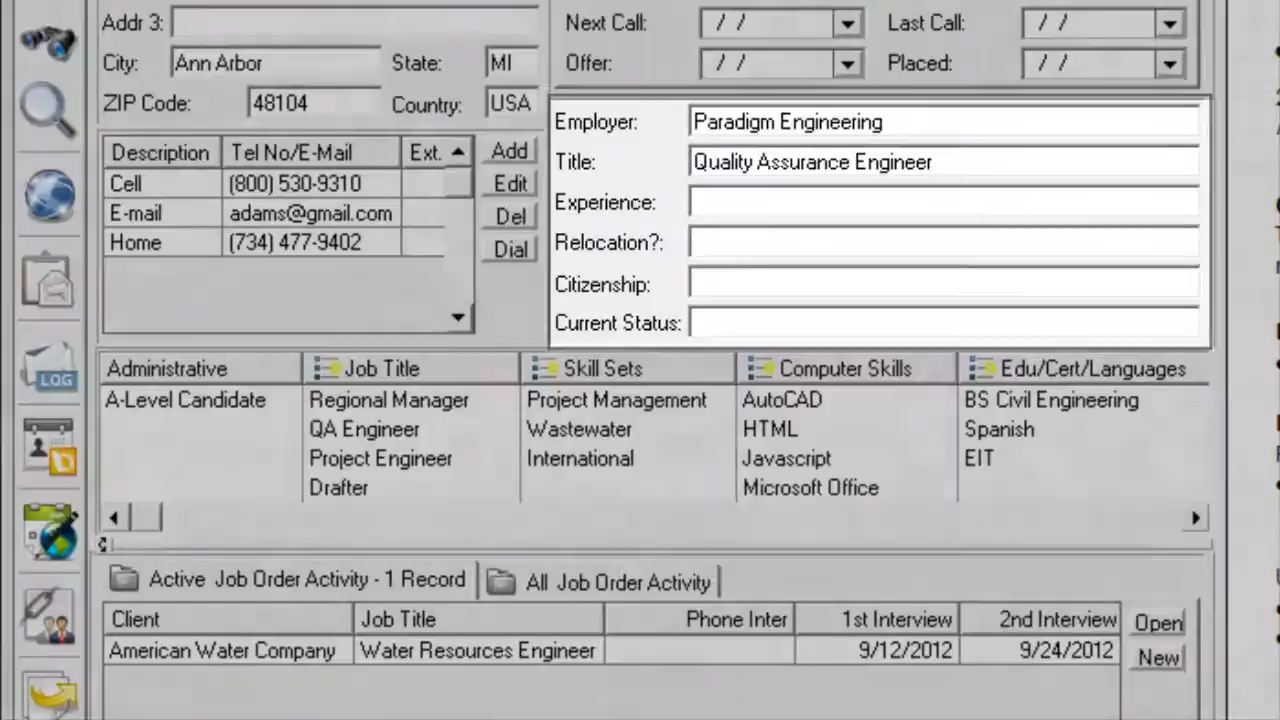 Addr 3:
City: Ann Arbor State: MI
ZIP Code: 48104 Country: USA
Next Call: / / Last Call: / /
Offer: / / Placed: / /
Description Tel No/E-Mail Ext. Add
Cell (800) 530-9310 Edit
E-mail adams@gmail.com Del
Home (734) 477-9402 Dial
Employer: Paradigm Engineering
Title: Quality Assurance Engineer
Experience:
Relocation?:
Citizenship:
Current Status:
LOG
Administrative Job Title Skill Sets Computer Skills Edu/Cert/Languages
A-Level Candidate Regional Manager Project Management AutoCAD BS Civil Engineering
QA Engineer Wastewater HTML Spanish
Project Engineer International Javascript EIT
Drafter Microsoft Office
Active Job Order Activity - 1 Record All Job Order Activity
Client Job Title Phone Inter 1st Interview 2nd Interview Open
American Water Company Water Resources Engineer 9/12/2012 9/24/2012 New